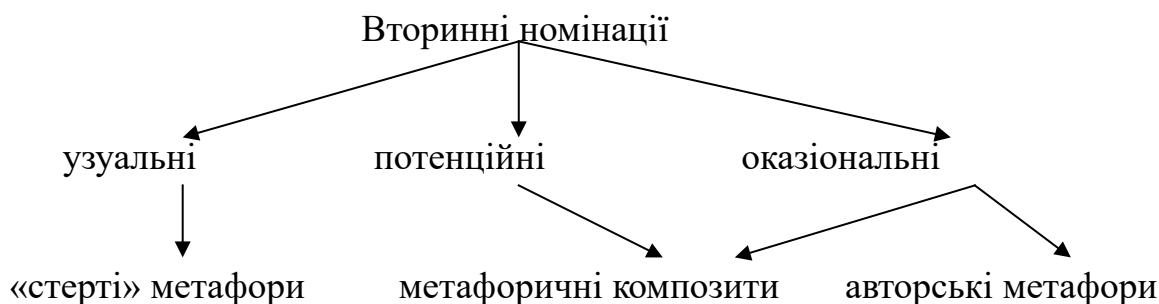 Вторинні номінації
узуальні потенційні оказіональні
«стерті» метафори метафоричні композити авторські метафори